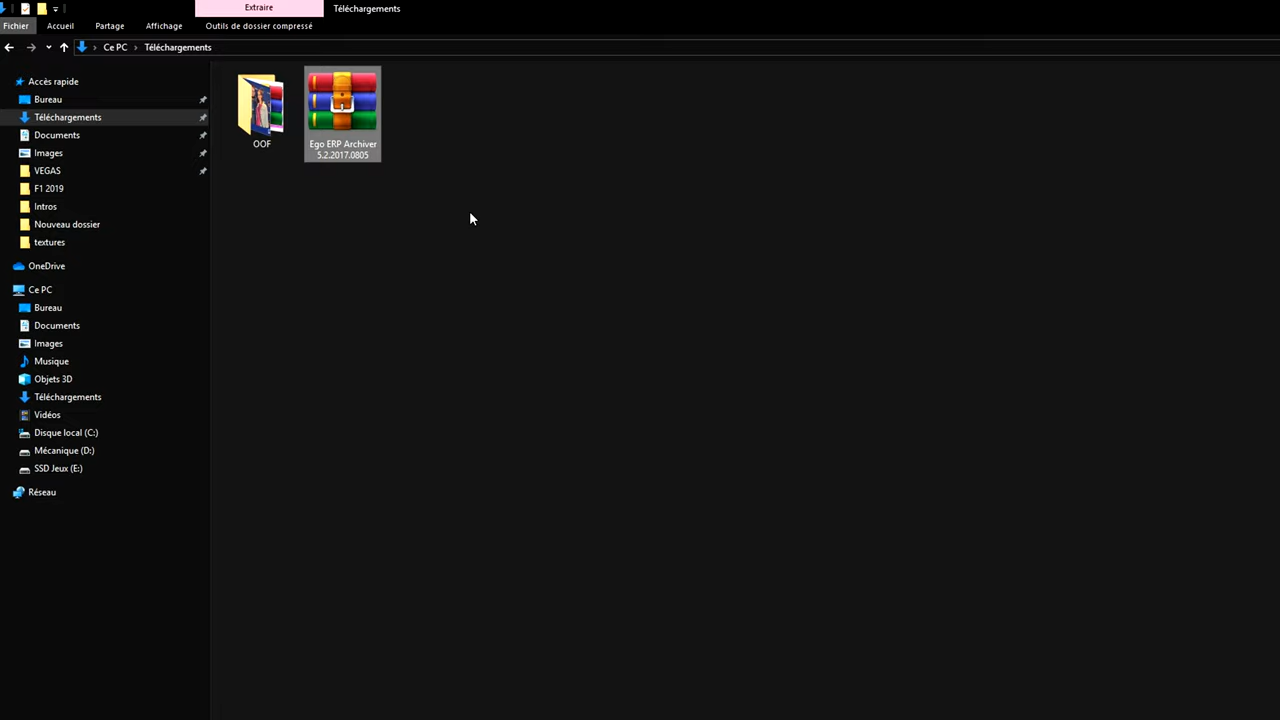 Extraire
Téléchargements
Fichier
Accueil
Partage
Affichage
Outils de dossier compressé
Ce PC
Téléchargements
Accès rapide
Bureau
Téléchargements
Documents
Images
VEGAS
F1 2019
Intros
Nouveau dossier
textures
OneDrive
Ce PC
Bureau
Documents
Images
Musique
Objets 3D
Téléchargements
Vidéos
Disque local (C:)
Mécanique (D:)
SSD Jeux (E:)
Réseau
OOF
Ego ERP Archiver
5.2.2017.0805